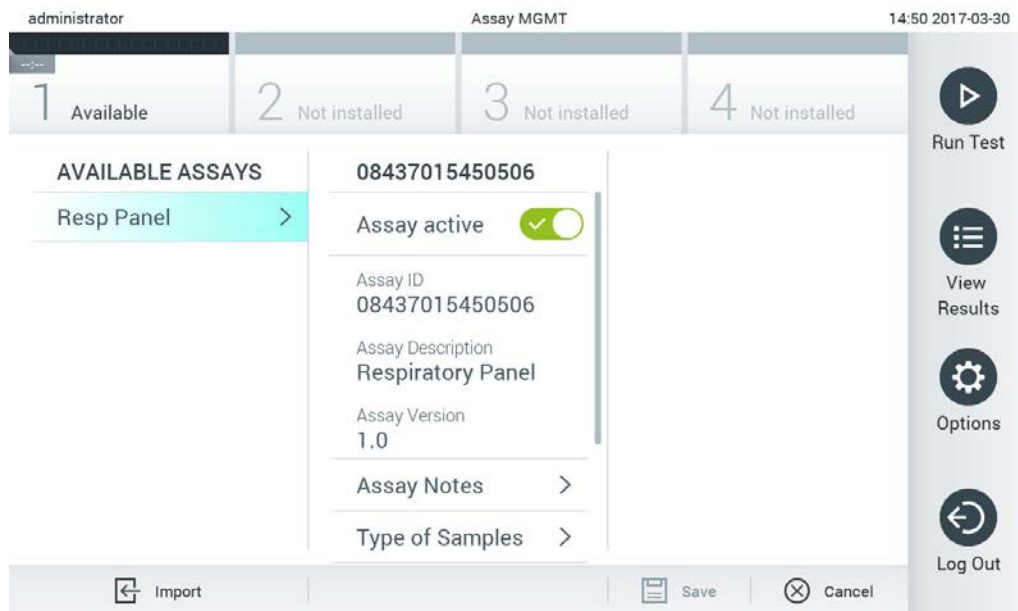 administrator Assay MGMT 14:50 2017-03-30
--:--
1 Available 2 Not installed 3 Not installed 4 Not installed
Run Test
AVAILABLE ASSAYS
Resp Panel
08437015450506
Assay active
Assay ID
08437015450506
Assay Description
Respiratory Panel
Assay Version
1.0
Assay Notes
Type of Samples
View
Results
Options
Log Out
Import Save Cancel